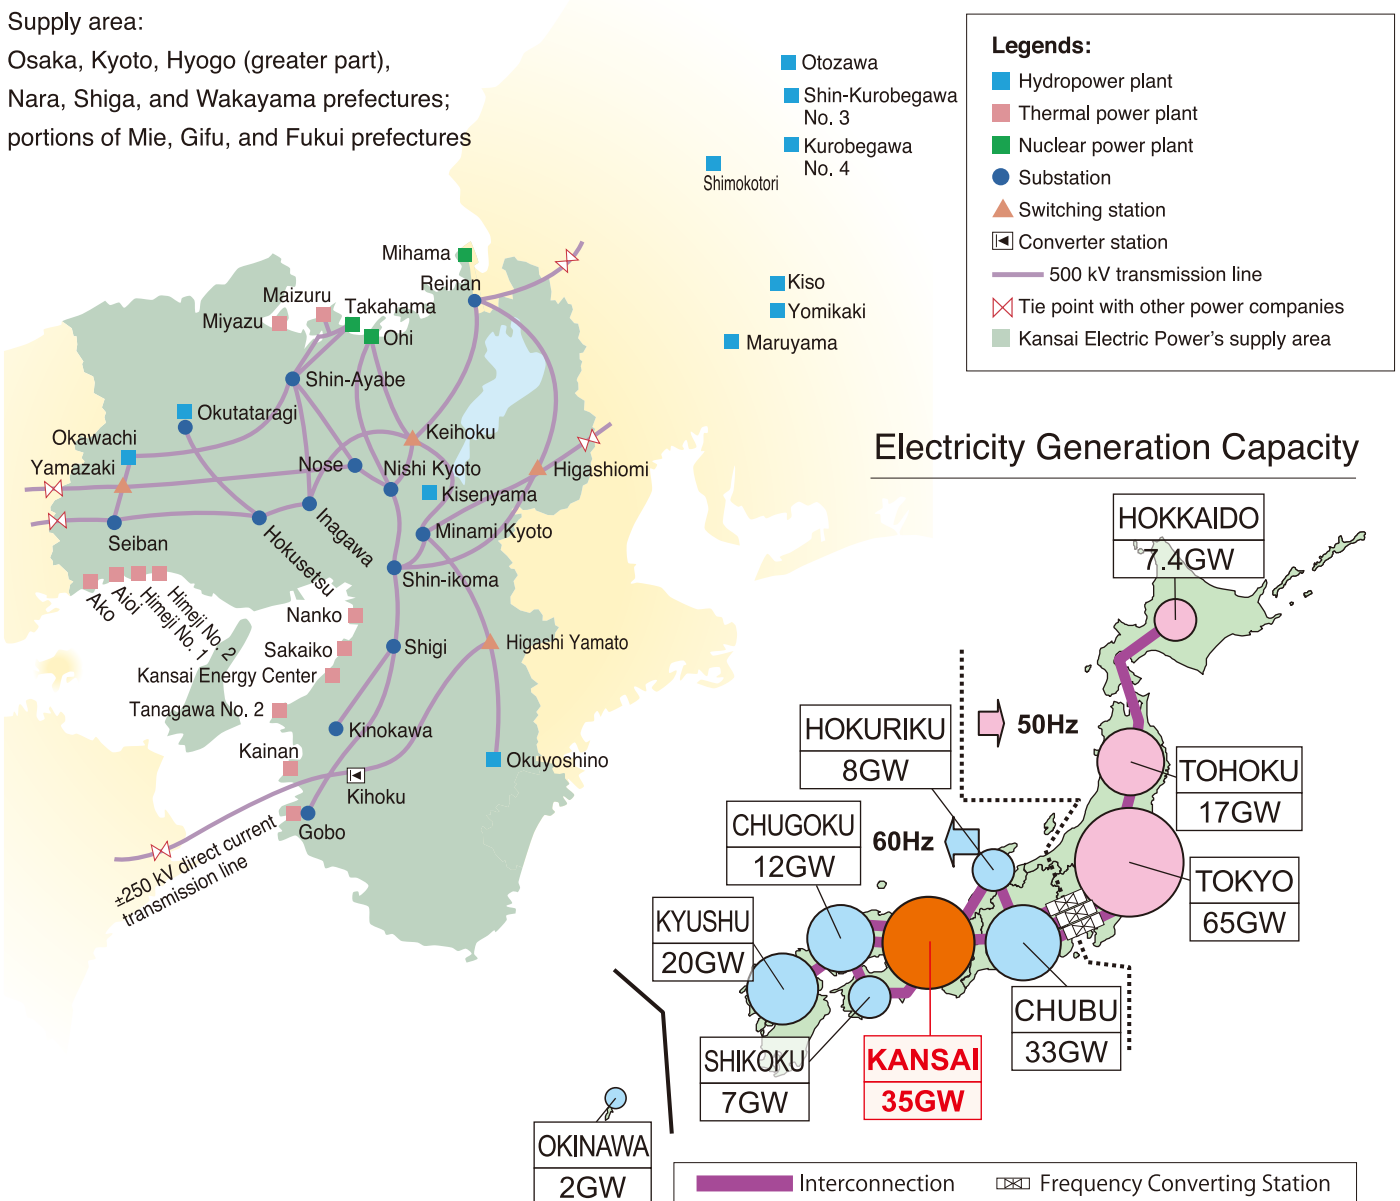 Supply area:
Osaka, Kyoto, Hyogo (greater part),
Nara, Shiga, and Wakayama prefectures;
portions of Mie, Gifu, and Fukui prefectures
Otozawa
Shin-Kurobegawa
No. 3
Kurobegawa
No. 4
Shimokotori
Legends:
Hydropower plant
Thermal power plant
Nuclear power plant
Substation
Switching station
Converter station
500 kV transmission line
Tie point with other power companies
Kansai Electric Power's supply area
Mihama
Reinan
Maizuru
Miyazu
Takahama
Ohi
Kiso
Yomikaki
Maruyama
Shin-Ayabe
Okutataragi
Okawachi
Yamazaki
Keihoku
Nose
Nishi Kyoto
Kisenyama
Higashiomi
Seiban
Hokusetsu
Inagawa
Minami Kyoto
Shin-ikoma
Ako
Aioi
Himeji No. 1
Himeji No. 2
Nanko
Sakaiko
Shigi
Higashi Yamato
Kansai Energy Center
Tanagawa No. 2
Kinokawa
Kainan
Kihoku
Okuyoshino
Gobo
±250 kV direct current
transmission line
Electricity Generation Capacity
HOKKAIDO
7.4GW
50Hz
HOKURIKU
8GW
TOHOKU
17GW
60Hz
CHUGOKU
12GW
TOKYO
65GW
KYUSHU
20GW
CHUBU
33GW
SHIKOKU
7GW
KANSAI
35GW
OKINAWA
2GW
Interconnection
Frequency Converting Station